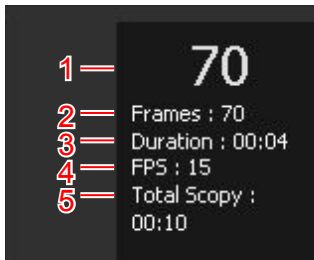 1 70
2 Frames : 70
3 Duration : 00:04
4 FPS : 15
5 Total Scopy :
00:10